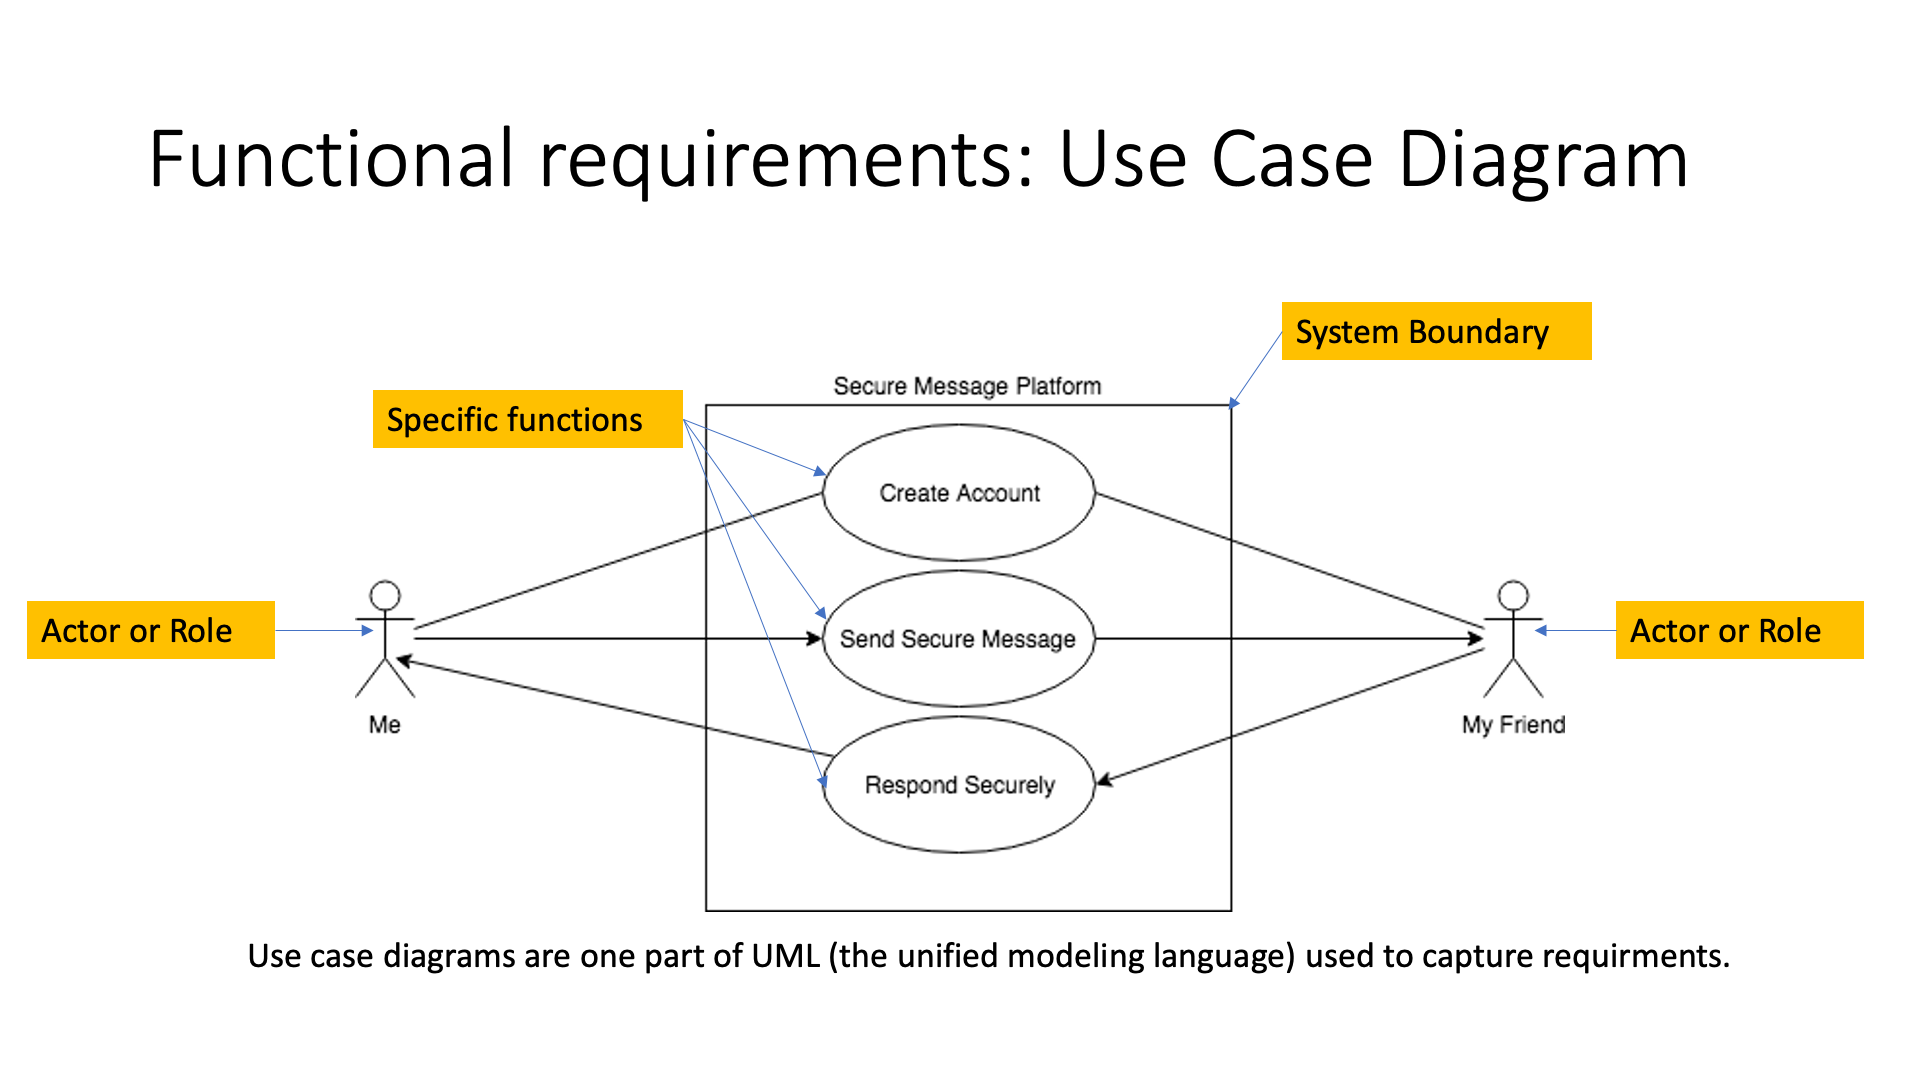 Functional requirements: Use Case Diagram
System Boundary
Secure Message Platform
Specific functions
Create Account
Actor or Role
Send Secure Message
Actor or Role
Me
My Friend
Respond Securely
Use case diagrams are one part of UML (the unified modeling language) used to capture requirments.